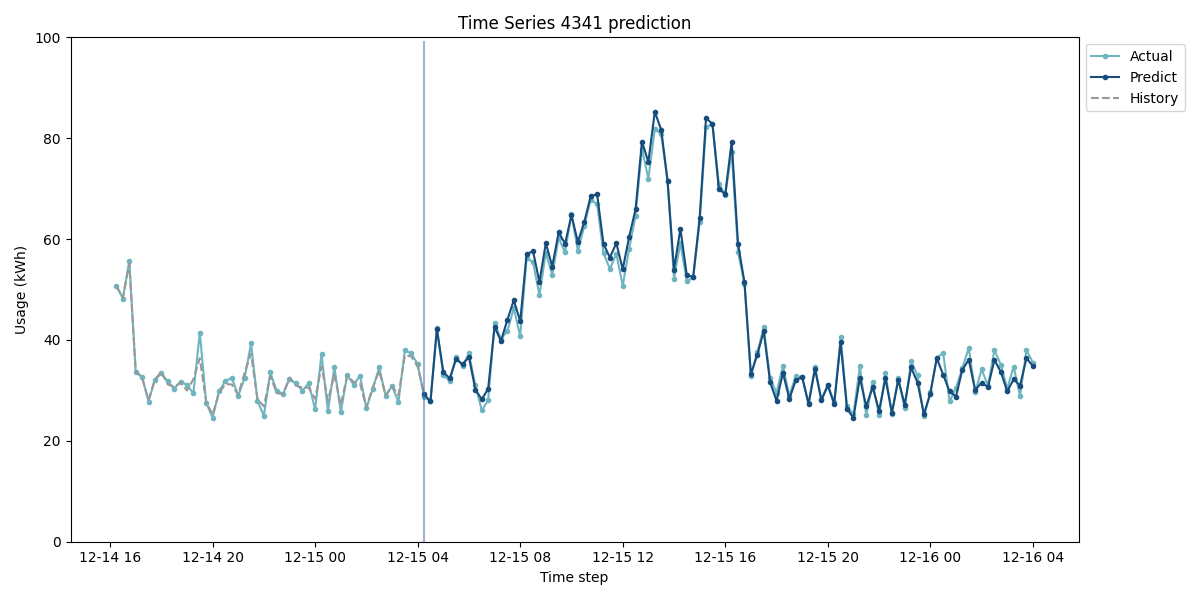 Time Series 4341 prediction
Actual
Predict
History
Usage (kWh)
100
80
60
40
20
0
12-14 16
12-14 20
12-15 00
12-15 04
12-15 08
12-15 12
12-15 16
12-15 20
12-16 00
12-16 04
Time step